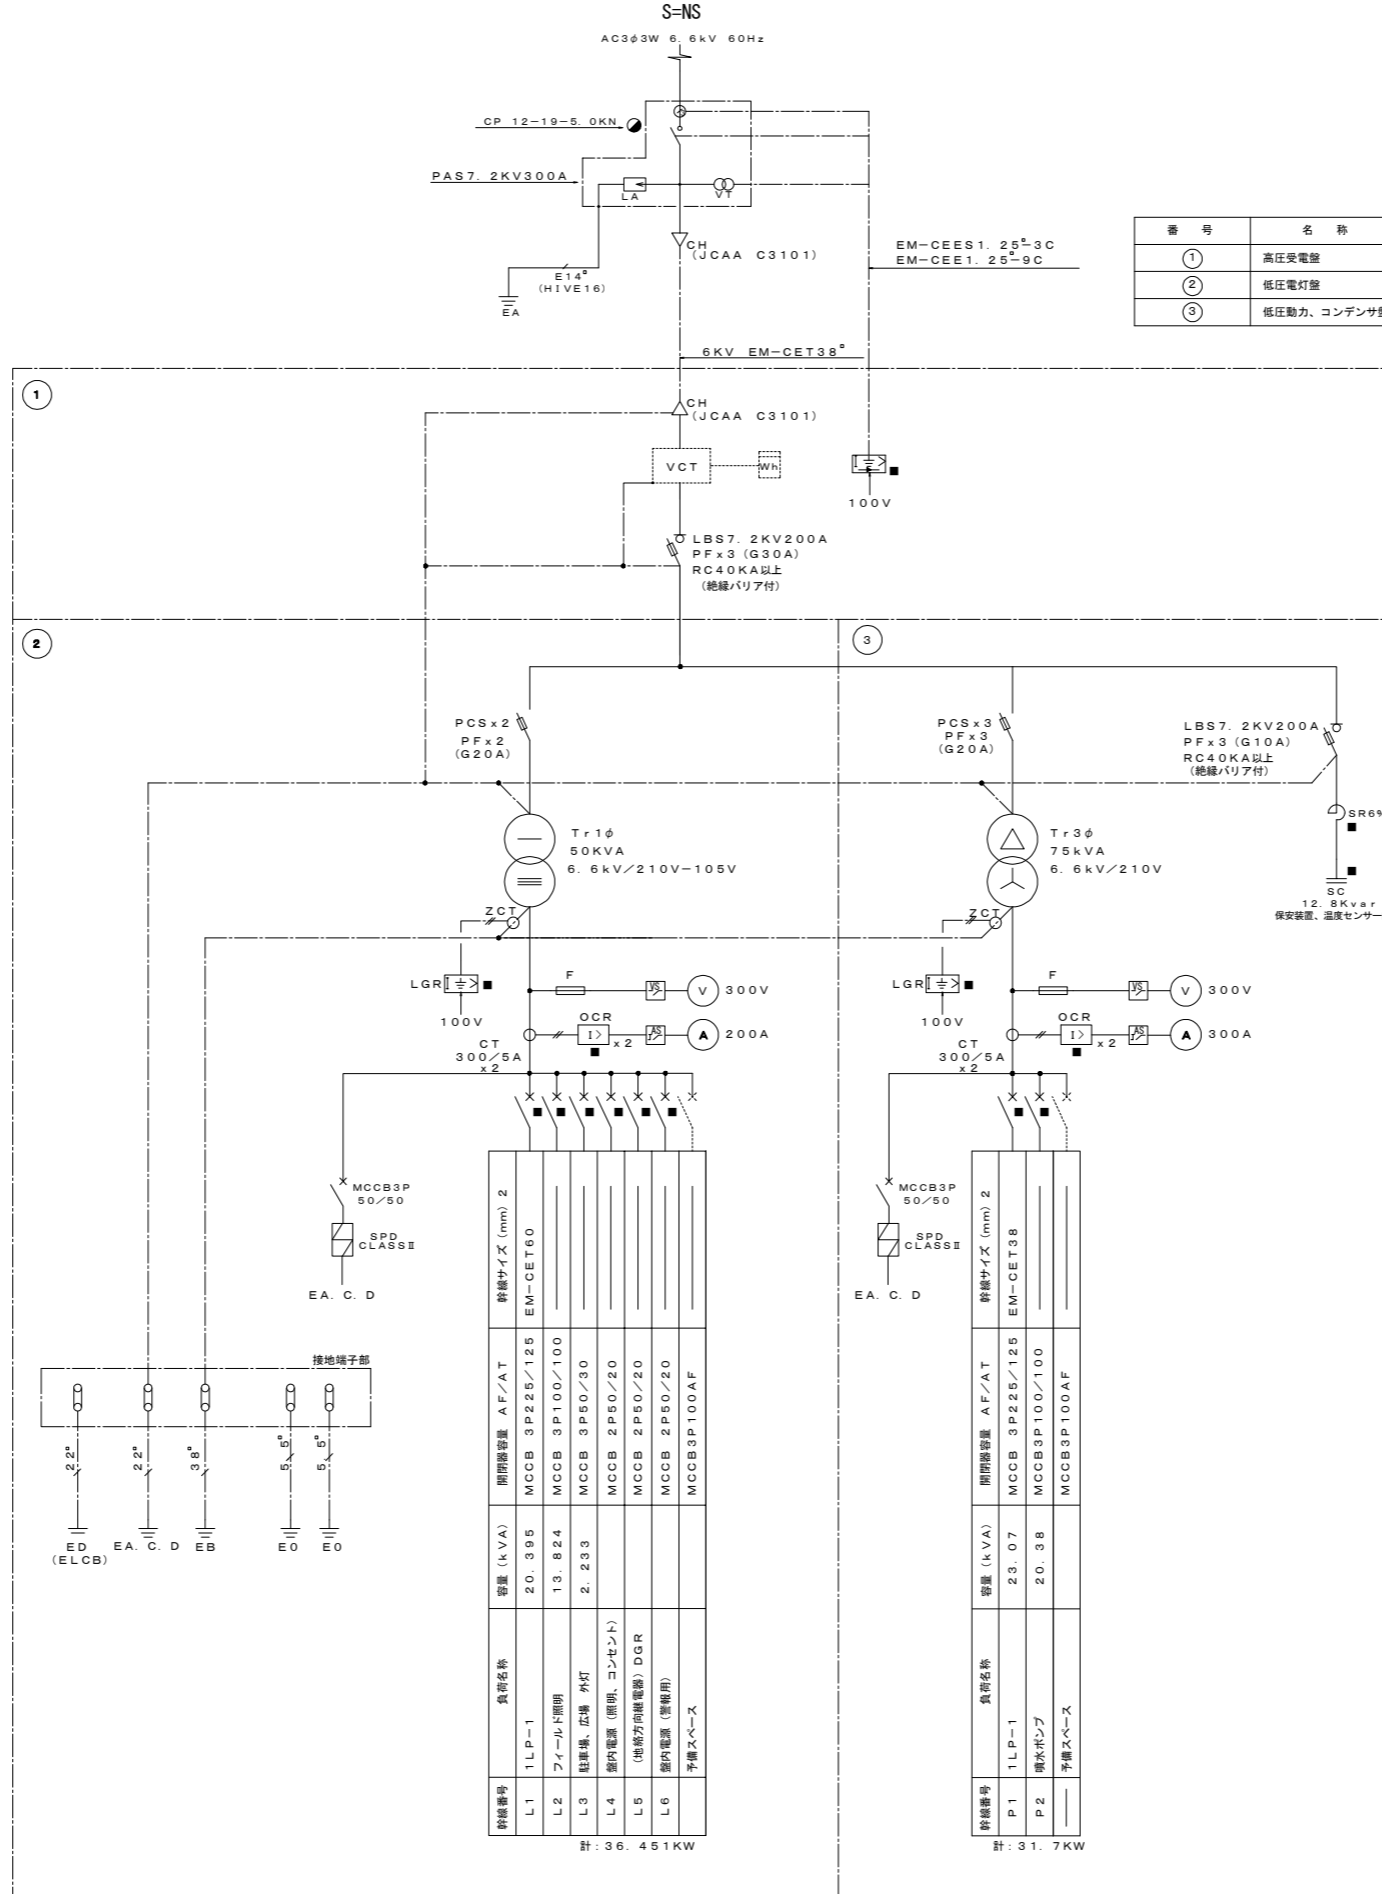 S=NS
AC3φ3W 6.6kV 60Hz
CP 12-19-5.0KN
PAS7.2KV300A
LA
VT
CH
(JCAA C3101)
E14°
(HIVE16)
EA
EM-CEES1.25°-3C
EM-CEE1.25°-9C
番 号 名 称
1 高圧受電盤
2 低圧電灯盤
3 低圧動力、コンデンサ
6KV EM-CET38°
1
CH
(JCAA C3101)
VCT
Wh
I
100V
LBS7.2KV200A
PFx3(G30A)
RC40KA以上
(絶縁バリア付)
2
3
PCSx2
PFx2
(G20A)
PCSx3
PFx3
(G20A)
LBS7.2KV200A
PFx3(G10A)
RC40KA以上
(絶縁バリア付)
SR6%
SC
12.8Kvar
保安装置、温度センサー
Tr1φ
50KVA
6.6kV/210V-105V
Tr3φ
75kVA
6.6kV/210V
ZCT
ZCT
LGR
I
100V
F
VS
V
300V
OCR
I>
x2
AS
A
200A
CT
300/5A
x2
LGR
I
100V
F
VS
V
300V
OCR
I>
x2
AS
A
300A
CT
300/5A
x2
MCCB3P
50/50
SPD
CLASSⅡ
EA.C.D
MCCB3P
50/50
SPD
CLASSⅡ
EA.C.D
接地端子部
22°
22°
38°
5.5°
5.5°
ED
(ELCB)
EA.C.D
EB
E0
E0
幹線番号 負荷名称 容量(kVA) 開閉器容量 AF/AT 幹線サイズ(mm)2
L1 1LP-1 20.395 MCCB 3P225/125 EM-CET60
L2 フィールド照明 13.824 MCCB 3P100/100
L3 駐車場、広場 外灯 2.233 MCCB 3P50/30
L4 盤内電源(照明、コンセント) MCCB 2P50/20
L5 (地絡方向継電器)DGR MCCB 2P50/20
L6 盤内電源(警報用) MCCB 2P50/20
予備スペース MCCB3P100AF
計:36.451KW
幹線番号 負荷名称 容量(kVA) 開閉器容量 AF/AT 幹線サイズ(mm)2
P1 1LP-1 23.07 MCCB 3P225/125 EM-CET38
P2 噴水ポンプ 20.38 MCCB3P100/100
予備スペース MCCB3P100AF
計:31.7KW